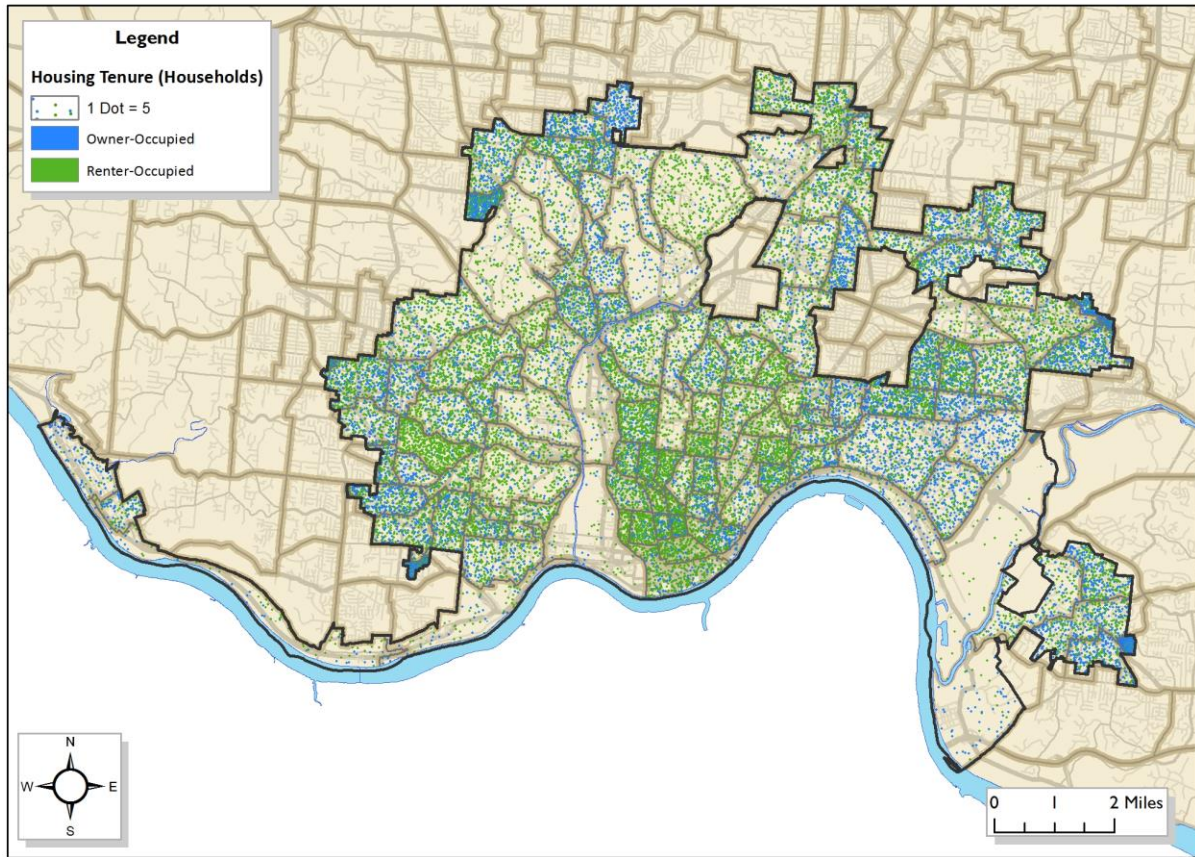 Legend
Housing Tenure (Households)
1 Dot = 5
Owner-Occupied
Renter-Occupied
N
W E
S
0 1 2 Miles